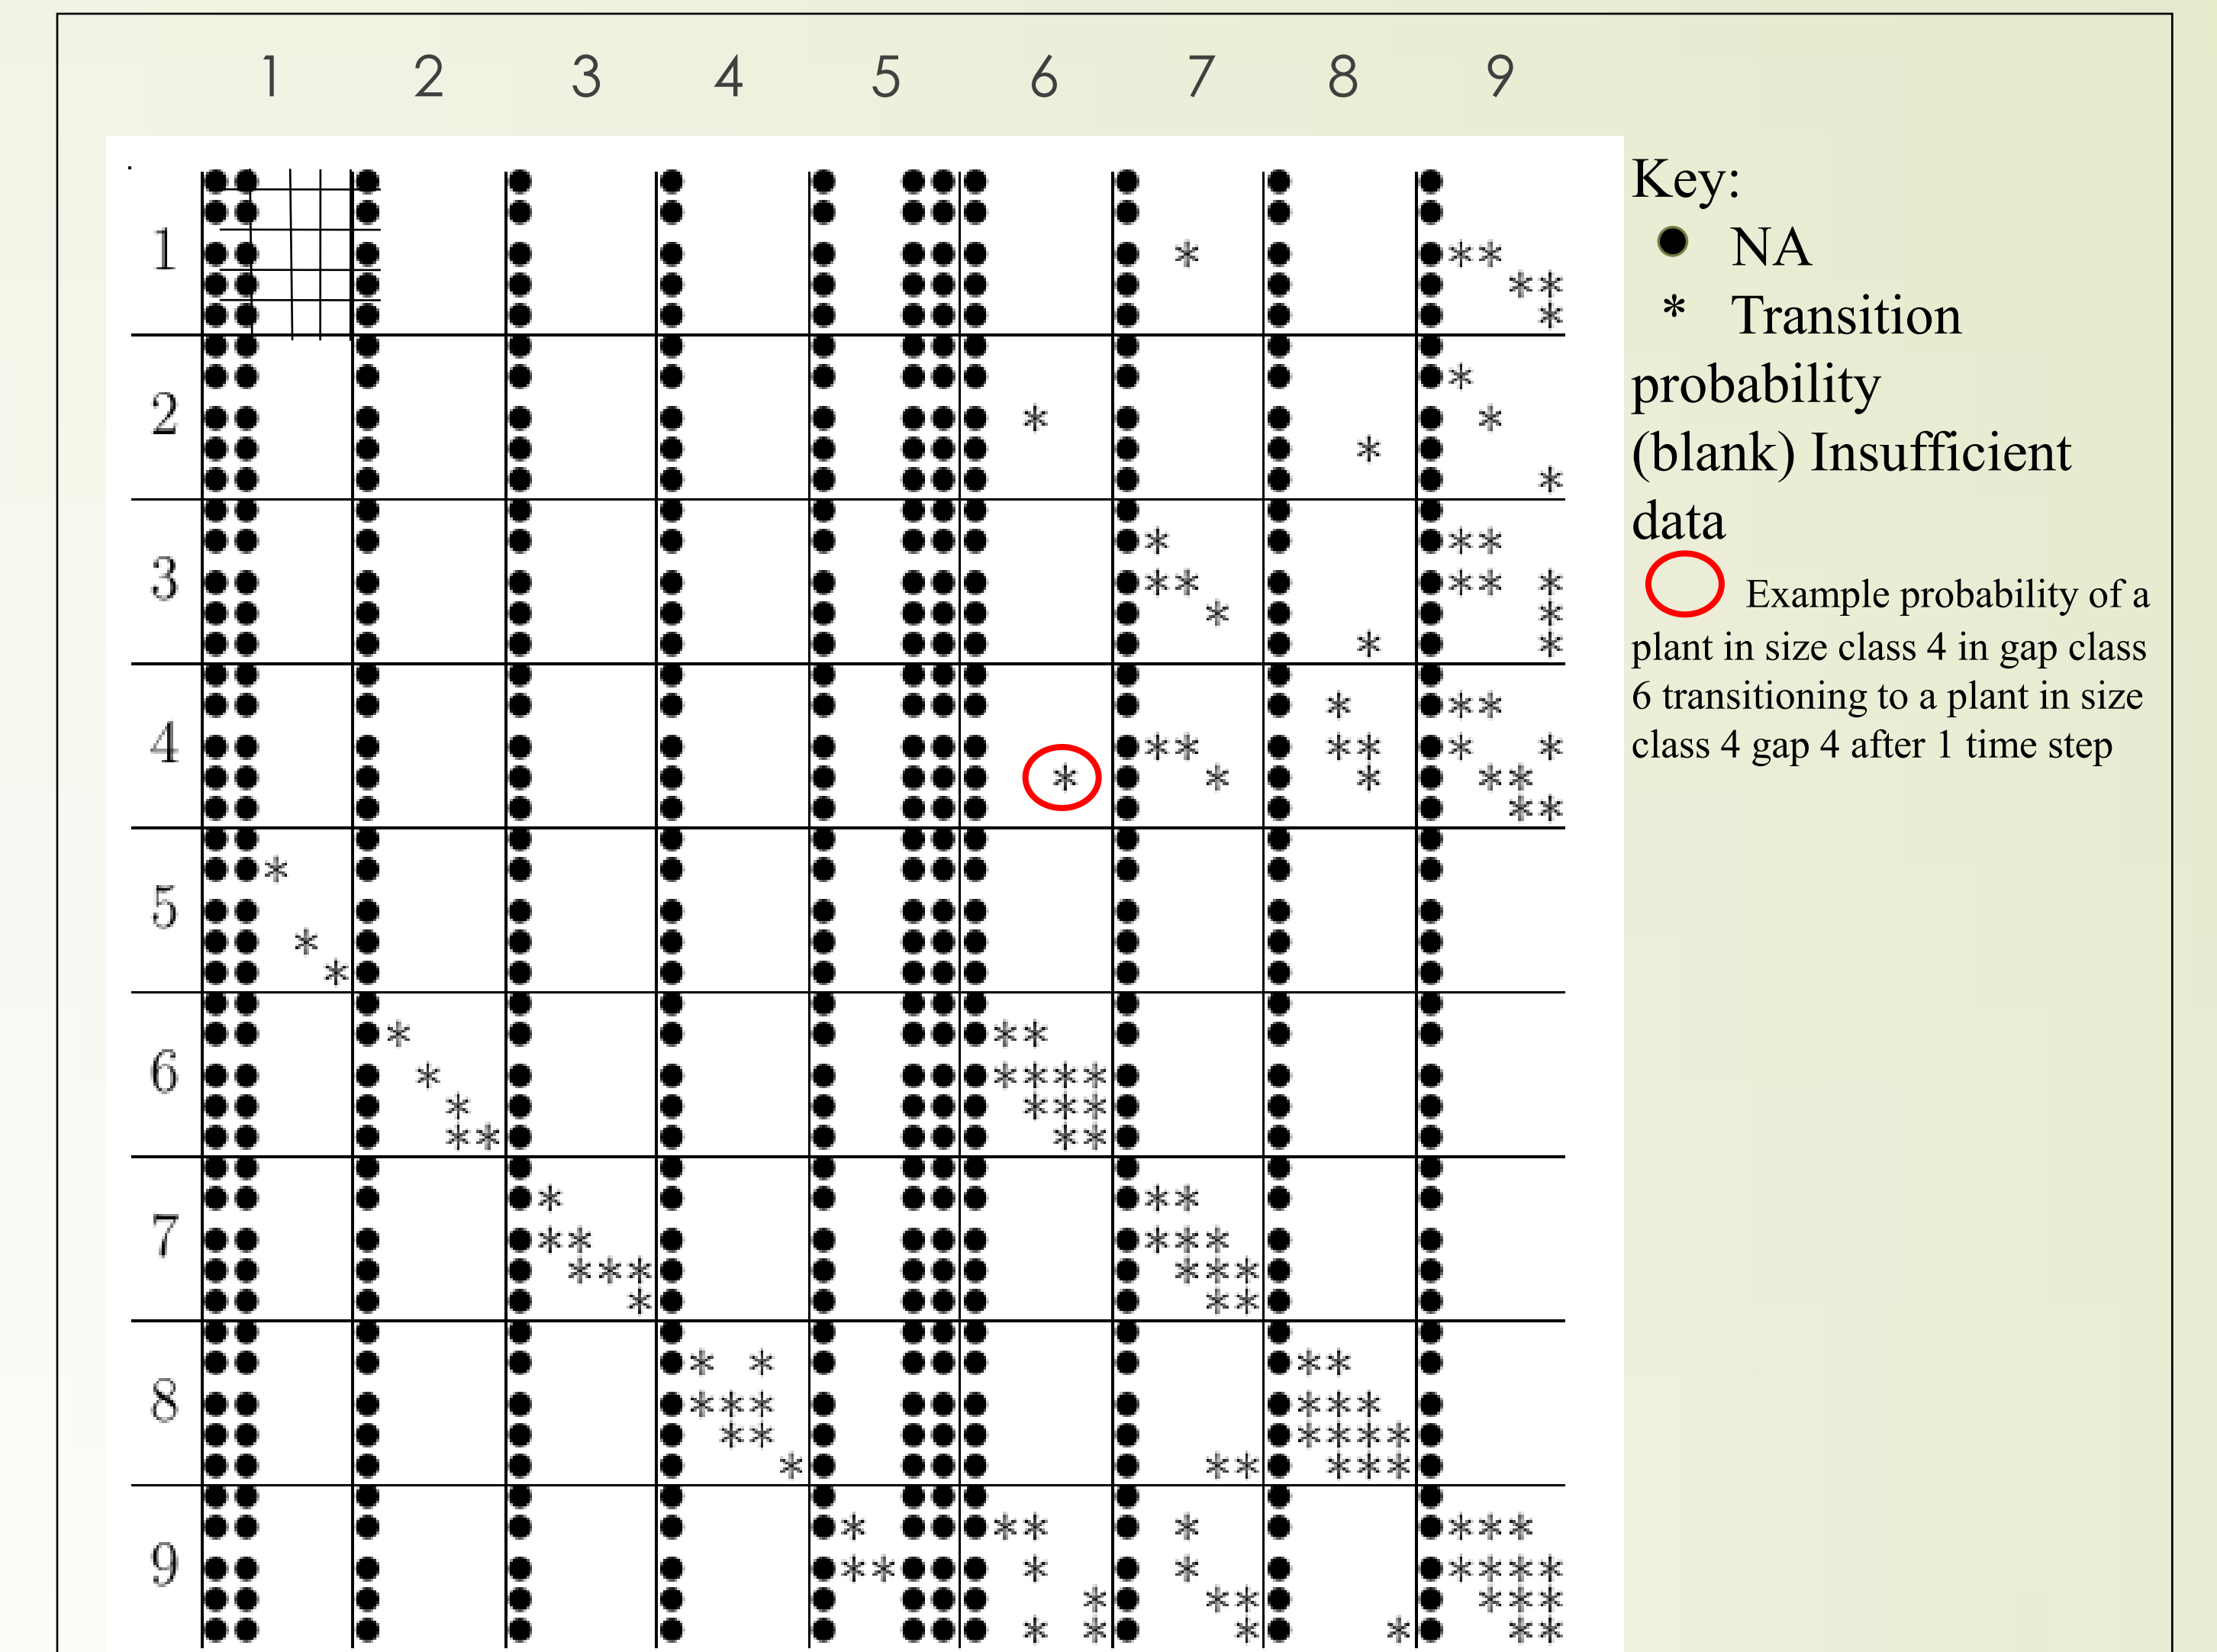 1 2 3 4 5 6 7 8 9
1
2
3
4
5
6
7
8
9
Key:
● NA
* Transition
probability
(blank) Insufficient
data
Example probability of a
plant in size class 4 in gap class
6 transitioning to a plant in size
class 4 gap 4 after 1 time step